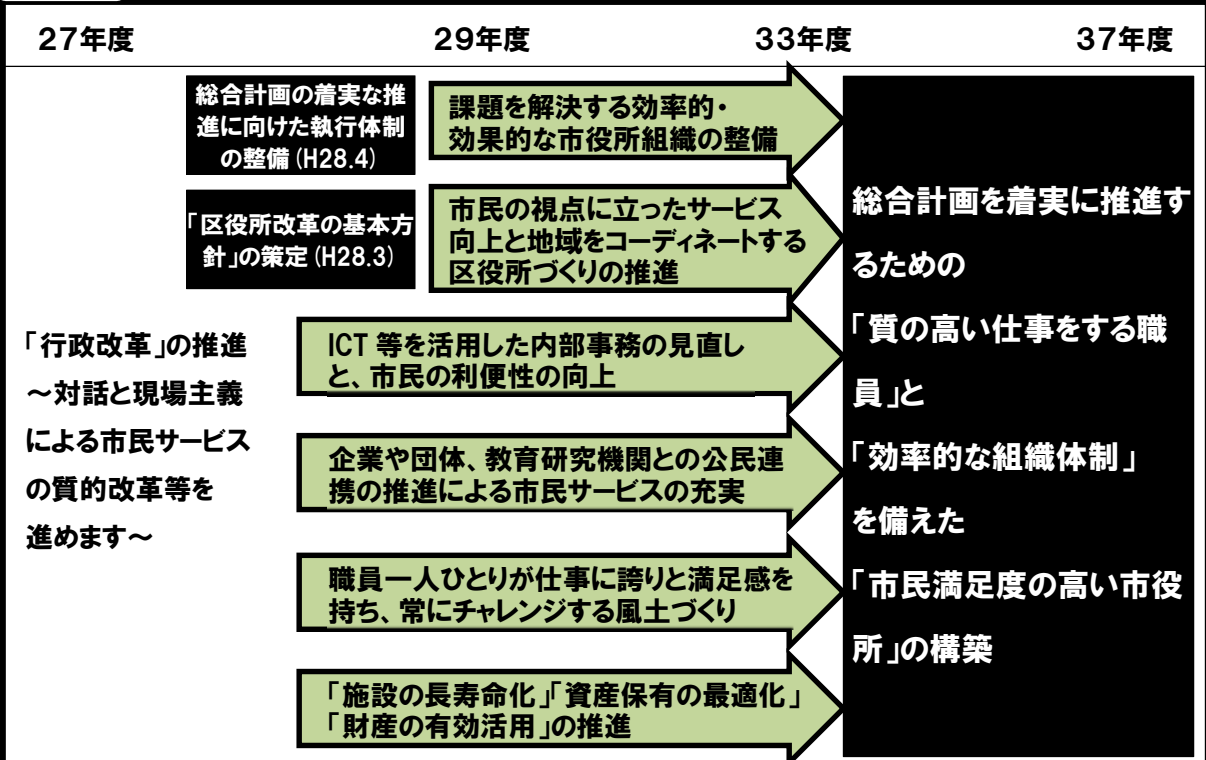 27年度 29年度 33年度 37年度
総合計画の着実な推
進に向けた執行体制
の整備(H28.4)
課題を解決する効率的・
効果的な市役所組織の整備
「区役所改革の基本方
針」の策定(H28.3)
市民の視点に立ったサービス
向上と地域をコーディネートする
区役所づくりの推進
「行政改革」の推進
～対話と現場主義
による市民サービス
の質的改革等を
進めます～
ICT 等を活用した内部事務の見直し
と、市民の利便性の向上
企業や団体、教育研究機関との公民連
携の推進による市民サービスの充実
職員一人ひとりが仕事に誇りと満足感を
持ち、常にチャレンジする風土づくり
「施設の長寿命化」「資産保有の最適化」
「財産の有効活用」の推進
総合計画を着実に推進す
るための
「質の高い仕事をする職
員」と
「効率的な組織体制」
を備えた
「市民満足度の高い市役
所」の構築